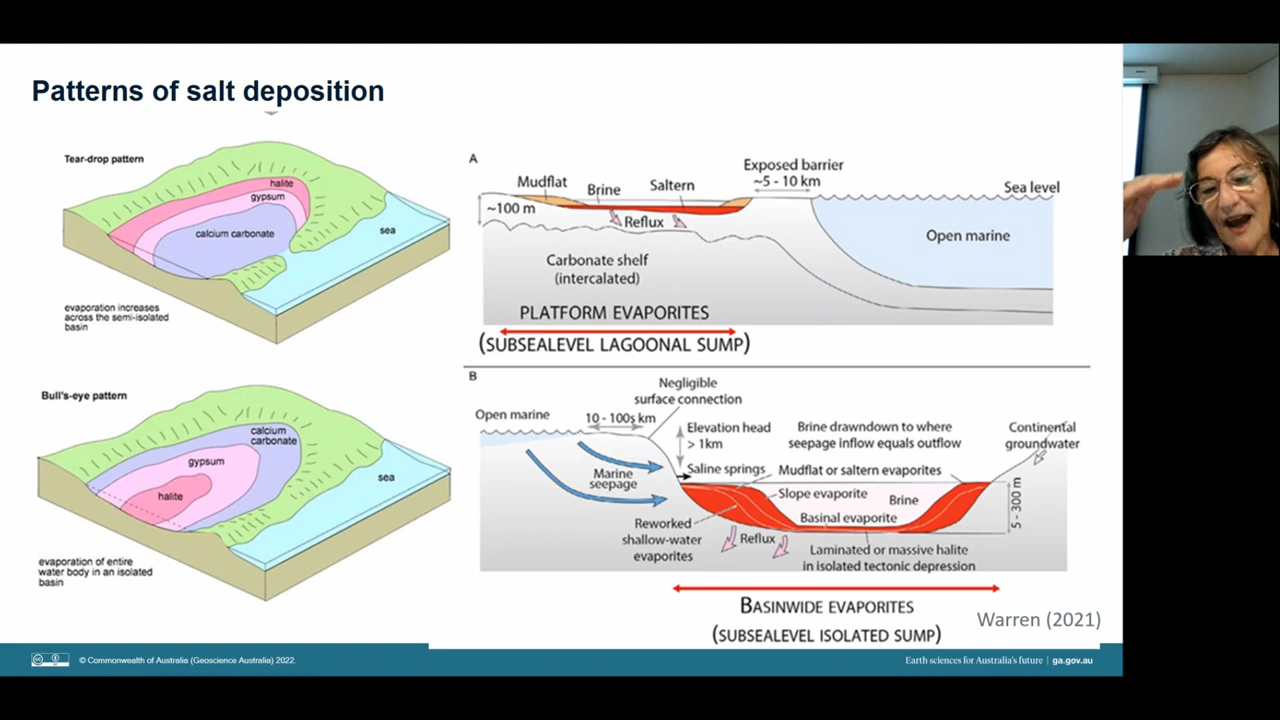 Patterns of salt deposition
Tear-drop pattern
halite
gypsum
calcium carbonate
sea
evaporation increases
across the semi-isolated
basin
Bull's-eye pattern
calcium
carbonate
gypsum
halite
sea
evaporation of entire
water body in an isolated
basin
A
Mudflat
Brine
Saltern
Exposed barrier
~5 - 10 km
Sea level
~100 m
Reflux
Open marine
Carbonate shelf
(intercalated)
PLATFORM EVAPORITES
(SUBSEALEVEL LAGOONAL SUMP)
B
Negligible
surface connection
Open marine
10 - 100s km
Elevation head
> 1km
Brine drawndown to where
seepage inflow equals outflow
Continental
groundwater
Marine
seepage
Saline springs
Mudflat or saltern evaporites
Slope evaporite
Brine
Basinal evaporite
5 - 300 m
Reworked
shallow-water
evaporites
Reflux
Laminated or massive halite
in isolated tectonic depression
BASINWIDE EVAPORITES
(SUBSEALEVEL ISOLATED SUMP)
Warren (2021)
© Commonwealth of Australia (Geoscience Australia) 2022.
Earth sciences for Australia's future | ga.gov.au